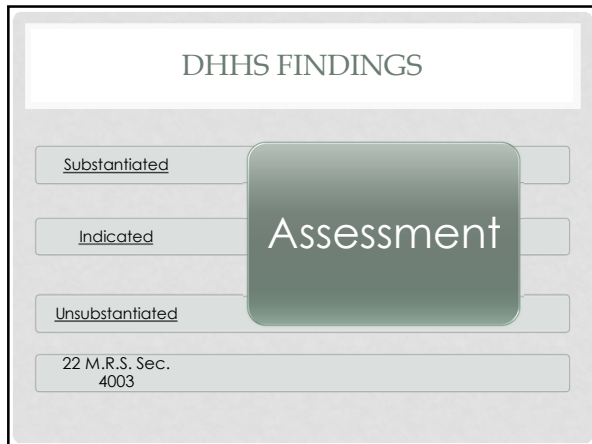 DHHS FINDINGS
Substantiated
Indicated
Assessment
Unsubstantiated
22 M.R.S. Sec.
4003